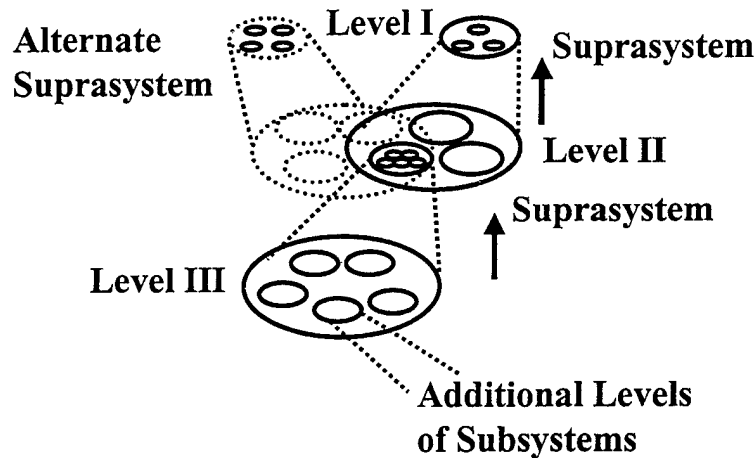 Alternate
Suprasystem
Level I
Suprasystem
Level II
Suprasystem
Level III
Additional Levels
of Subsystems